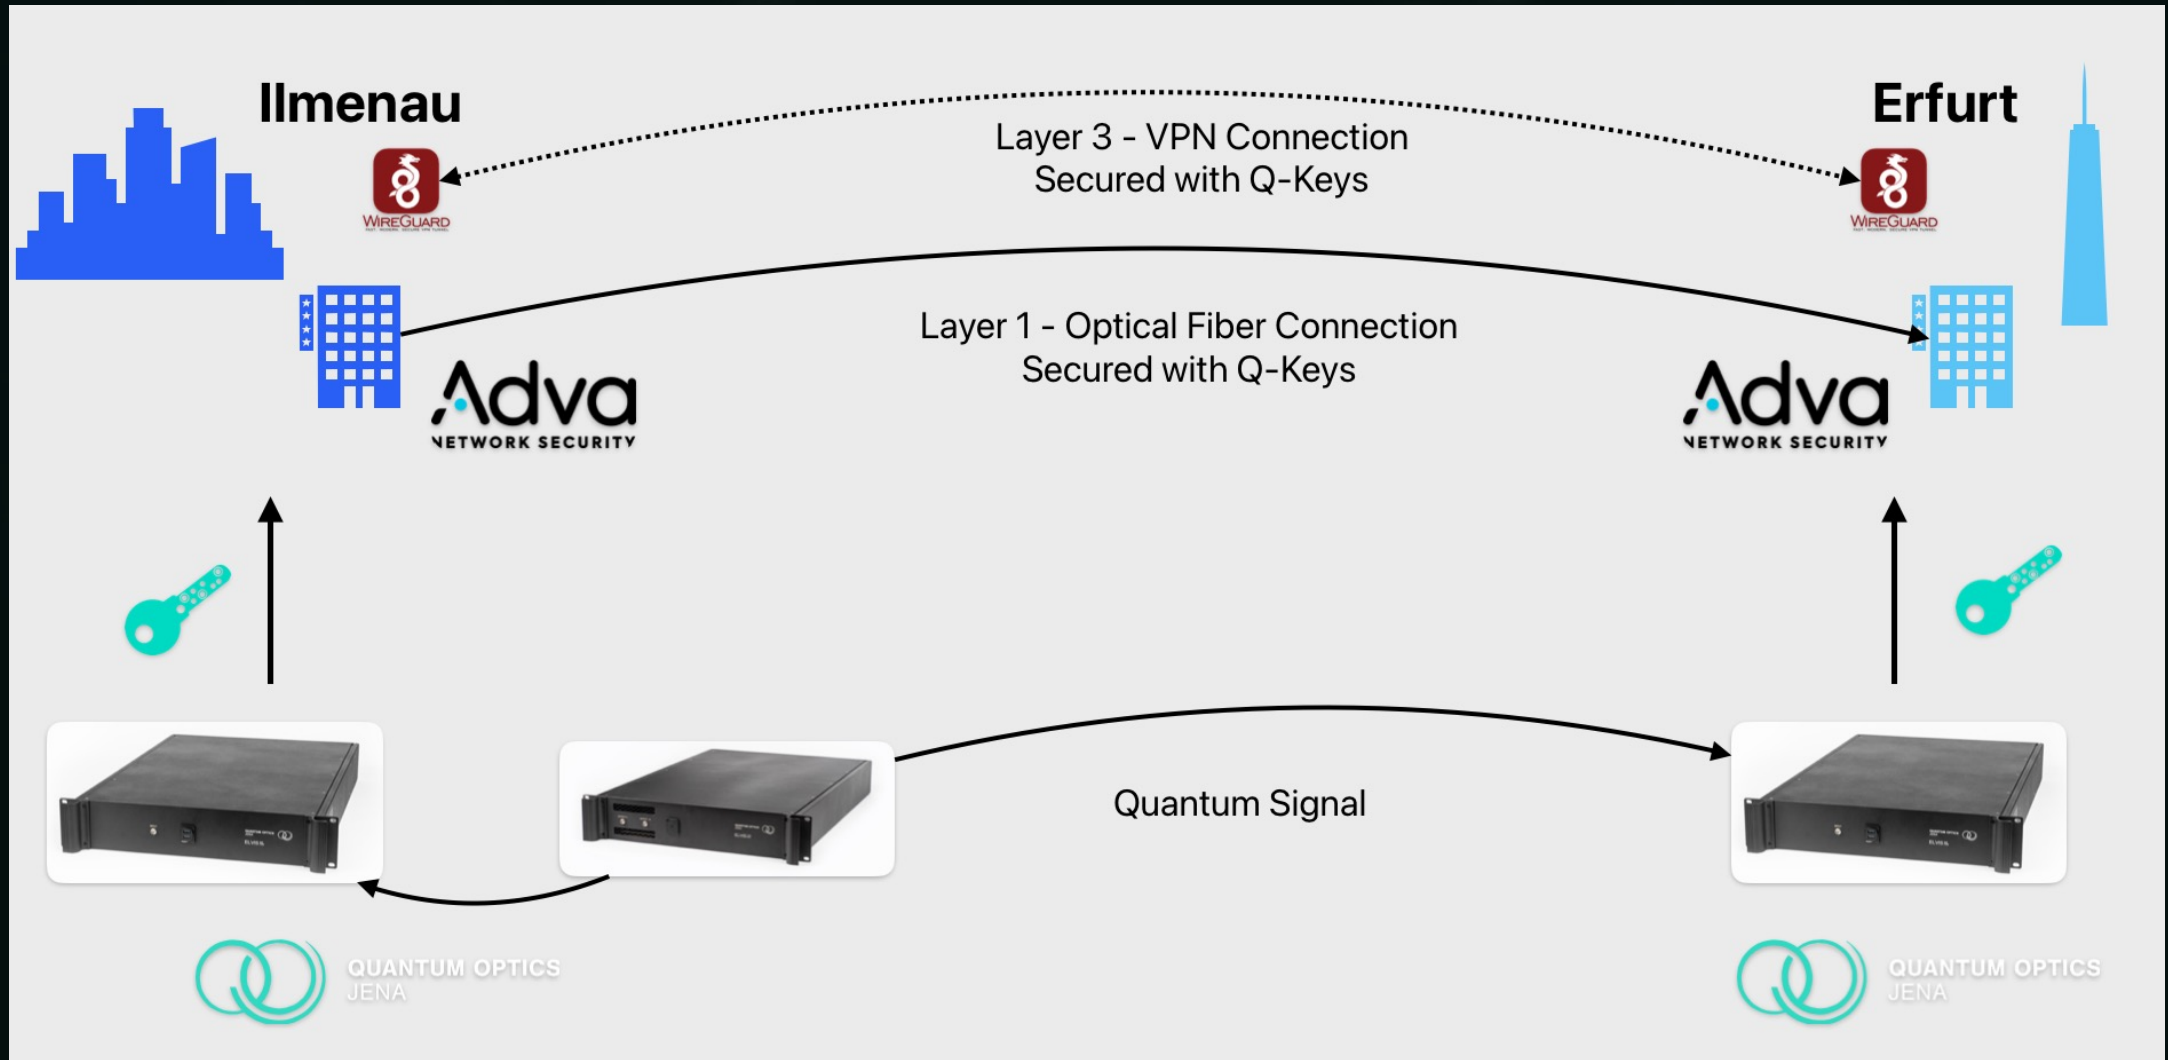 Ilmenau
Erfurt
Layer 3 - VPN Connection
Secured with Q-Keys
WIREGUARD
WIREGUARD
Layer 1 - Optical Fiber Connection
Secured with Q-Keys
Adva
NETWORK SECURITY
Adva
NETWORK SECURITY
Quantum Signal
QUANTUM OPTICS
JENA
QUANTUM OPTICS
JENA